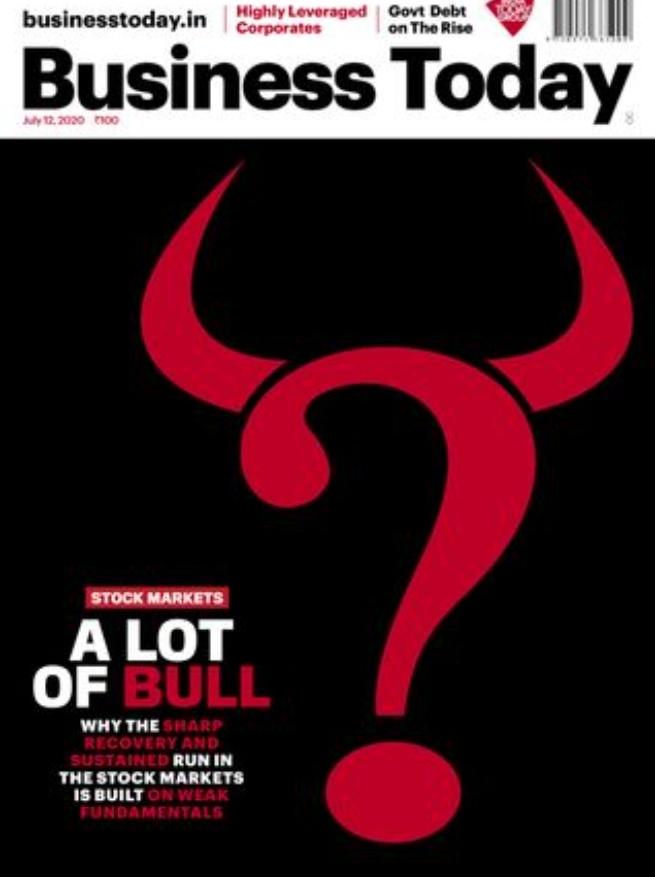 businesstoday.in
Highly Leveraged
Corporates
Govt Debt
on The Rise
Business Today
July 12, 2020 ₹100
STOCK MARKETS
A LOT
OF BULL
WHY THE SHARP
RECOVERY AND
SUSTAINED RUN IN
THE STOCK MARKETS
IS BUILT ON WEAK
FUNDAMENTALS